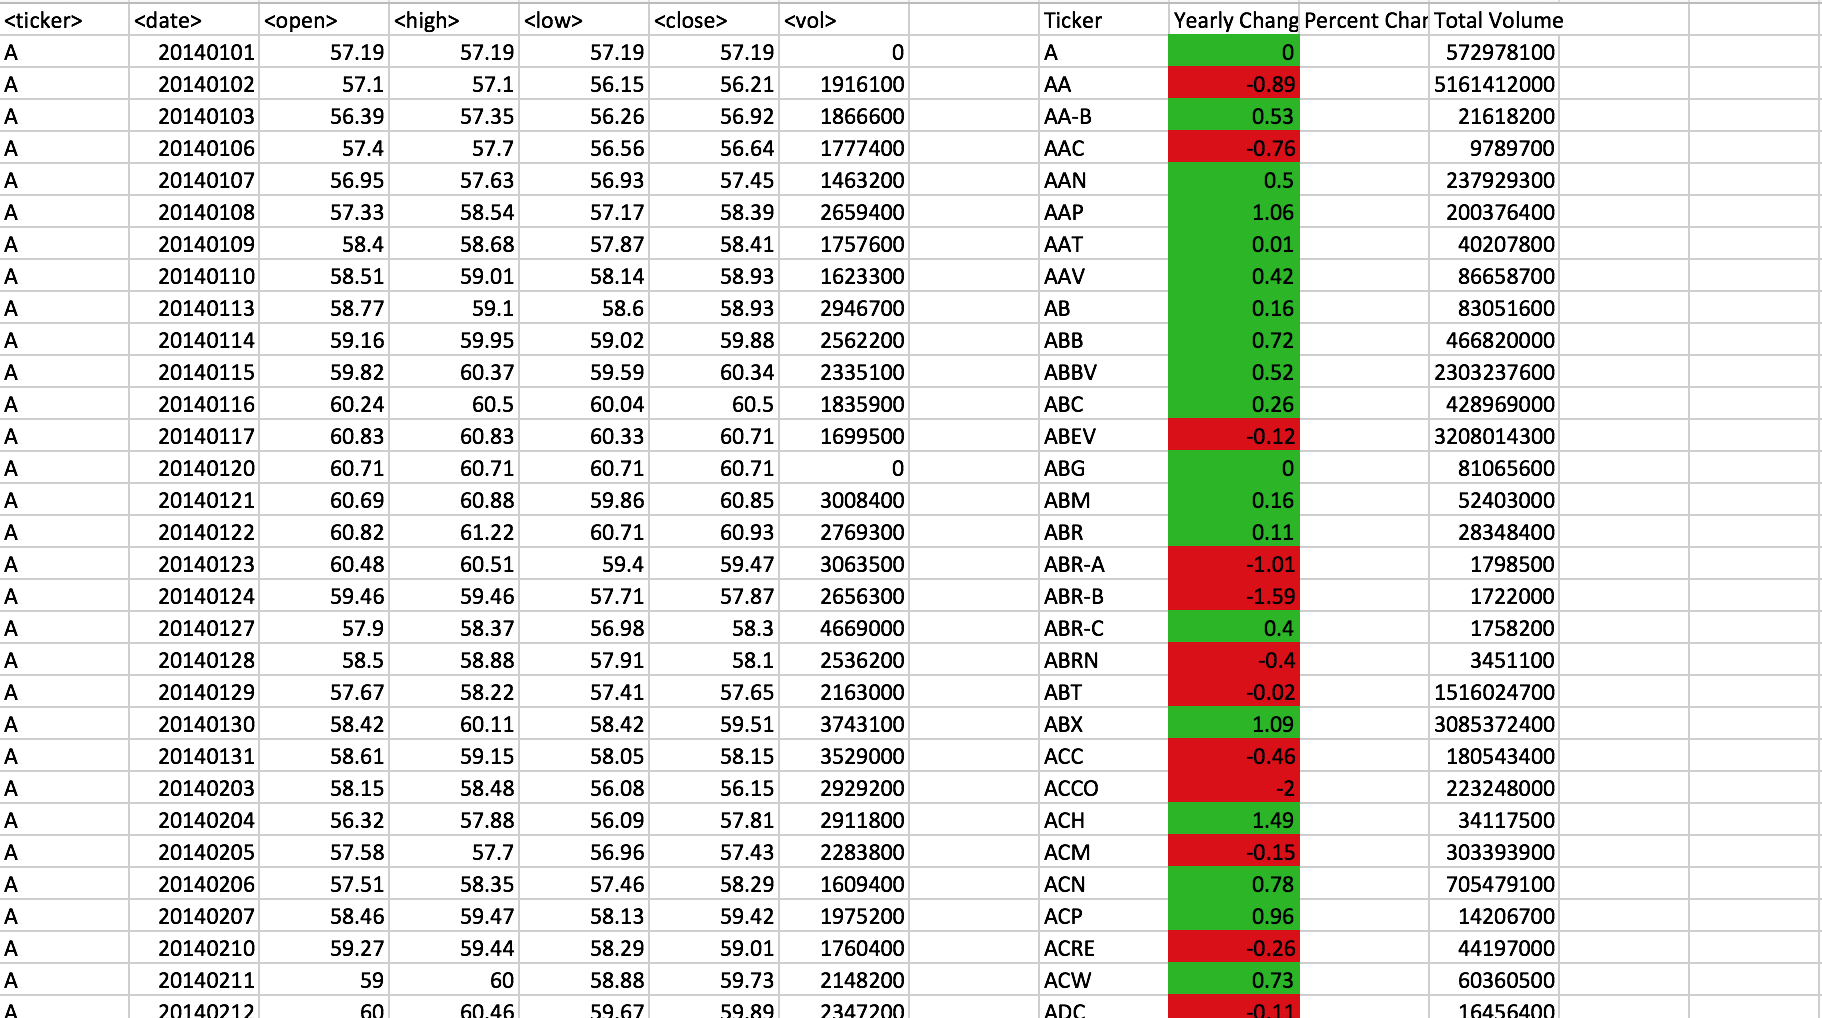 <ticker> <date> <open> <high> <low> <close> <vol> Ticker Yearly Chang Percent Char Total Volume
A 20140101 57.19 57.19 57.19 57.19 0 A 0 572978100
A 20140102 57.1 57.1 56.15 56.21 1916100 AA -0.89 5161412000
A 20140103 56.39 57.35 56.26 56.92 1866600 AA-B 0.53 21618200
A 20140106 57.4 57.7 56.56 56.64 1777400 AAC -0.76 9789700
A 20140107 56.95 57.63 56.93 57.45 1463200 AAN 0.5 237929300
A 20140108 57.33 58.54 57.17 58.39 2659400 AAP 1.06 200376400
A 20140109 58.4 58.68 57.87 58.41 1757600 AAT 0.01 40207800
A 20140110 58.51 59.01 58.14 58.93 1623300 AAV 0.42 86658700
A 20140113 58.77 59.1 58.6 58.93 2946700 AB 0.16 83051600
A 20140114 59.16 59.95 59.02 59.88 2562200 ABB 0.72 466820000
A 20140115 59.82 60.37 59.59 60.34 2335100 ABBV 0.52 2303237600
A 20140116 60.24 60.5 60.04 60.5 1835900 ABC 0.26 428969000
A 20140117 60.83 60.83 60.33 60.71 1699500 ABEV -0.12 3208014300
A 20140120 60.71 60.71 60.71 60.71 0 ABG 0 81065600
A 20140121 60.69 60.88 59.86 60.85 3008400 ABM 0.16 52403000
A 20140122 60.82 61.22 60.71 60.93 2769300 ABR 0.11 28348400
A 20140123 60.48 60.51 59.4 59.47 3063500 ABR-A -1.01 1798500
A 20140124 59.46 59.46 57.71 57.87 2656300 ABR-B -1.59 1722000
A 20140127 57.9 58.37 56.98 58.3 4669000 ABR-C 0.4 1758200
A 20140128 58.5 58.88 57.91 58.1 2536200 ABRN -0.4 3451100
A 20140129 57.67 58.22 57.41 57.65 2163000 ABT -0.02 1516024700
A 20140130 58.42 60.11 58.42 59.51 3743100 ABX 1.09 3085372400
A 20140131 58.61 59.15 58.05 58.15 3529000 ACC -0.46 180543400
A 20140203 58.15 58.48 56.08 56.15 2929200 ACCO -2 223248000
A 20140204 56.32 57.88 56.09 57.81 2911800 ACH 1.49 34117500
A 20140205 57.58 57.7 56.96 57.43 2283800 ACM -0.15 303393900
A 20140206 57.51 58.35 57.46 58.29 1609400 ACN 0.78 705479100
A 20140207 58.46 59.47 58.13 59.42 1975200 ACP 0.96 14206700
A 20140210 59.27 59.44 58.29 59.01 1760400 ACRE -0.26 44197000
A 20140211 59 60 58.88 59.73 2148200 ACW 0.73 60360500
A 20140212 60 60.46 59.67 59.89 2347200 ADC -0.11 16456400